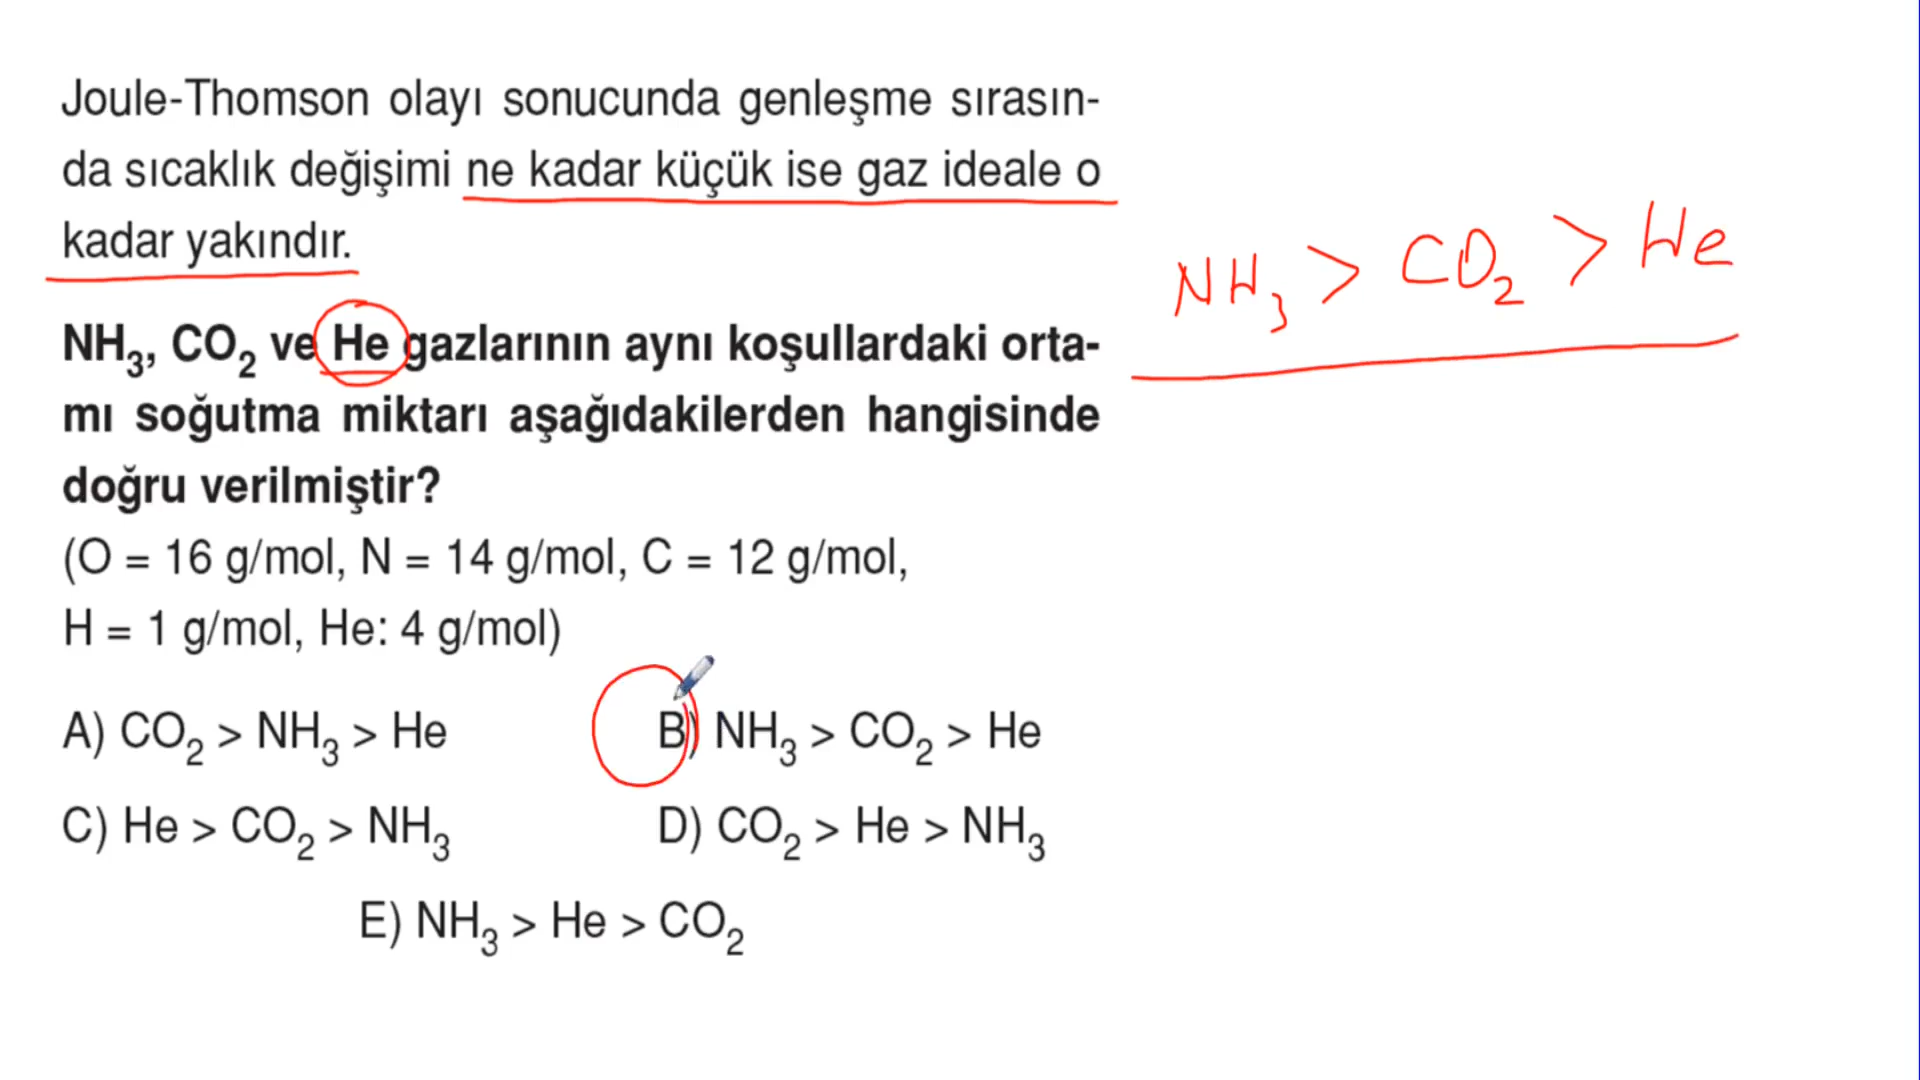 Joule-Thomson olayı sonucunda genleşme sırasın-
da sıcaklık değişimi ne kadar küçük ise gaz ideale o
kadar yakındır.
NH₃ > CO₂ > He
NH₃, CO₂ ve He gazlarının aynı koşullardaki orta-
mı soğutma miktarı aşağıdakilerden hangisinde
doğru verilmiştir?
(O = 16 g/mol, N = 14 g/mol, C = 12 g/mol,
H = 1 g/mol, He: 4 g/mol)
A) CO₂ > NH₃ > He
B) NH₃ > CO₂ > He
C) He > CO₂ > NH₃
D) CO₂ > He > NH₃
E) NH₃ > He > CO₂